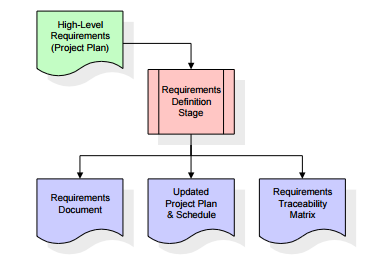 High-Level
Requirements
(Project Plan)
Requirements
Definition
Stage
Requirements
Document
Updated
Project Plan
& Schedule
Requirements
Traceability
Matrix